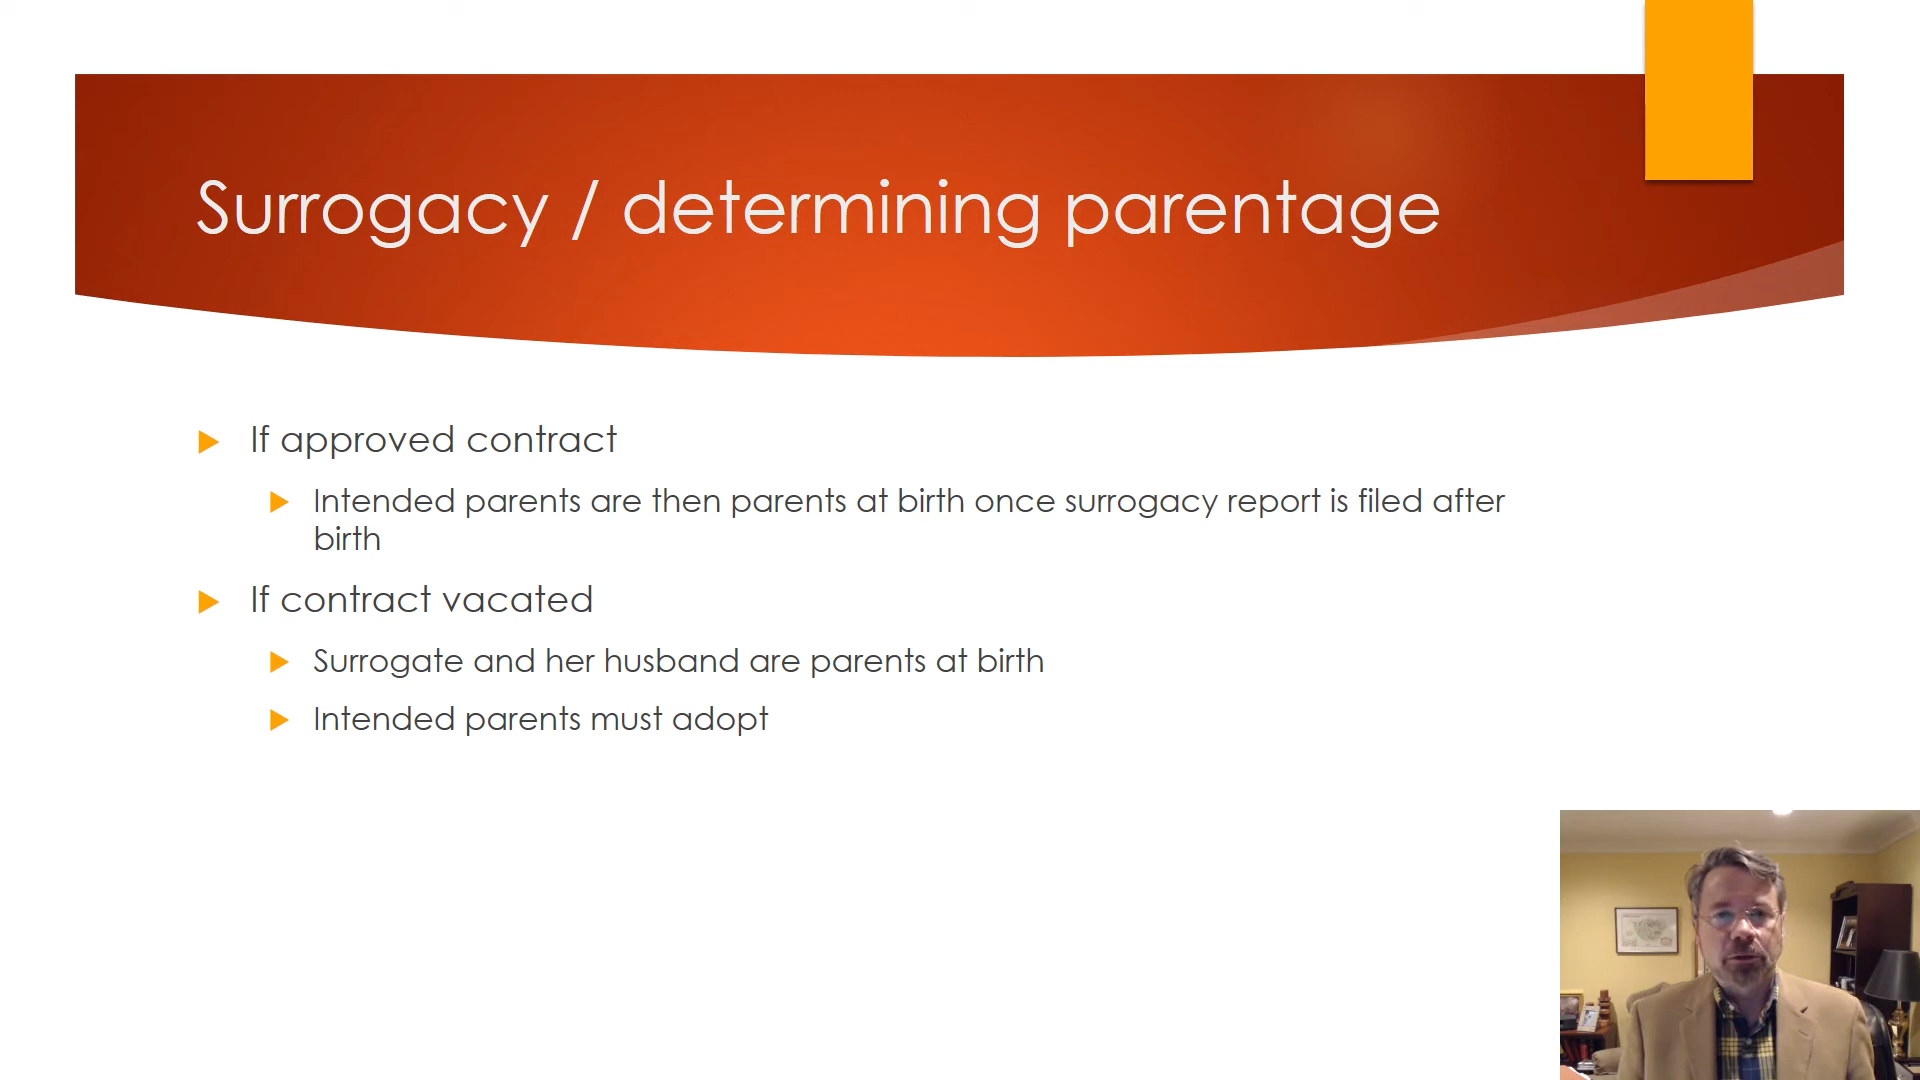 Surrogacy / determining parentage
If approved contract
Intended parents are then parents at birth once surrogacy report is filed after
birth
If contract vacated
Surrogate and her husband are parents at birth
Intended parents must adopt